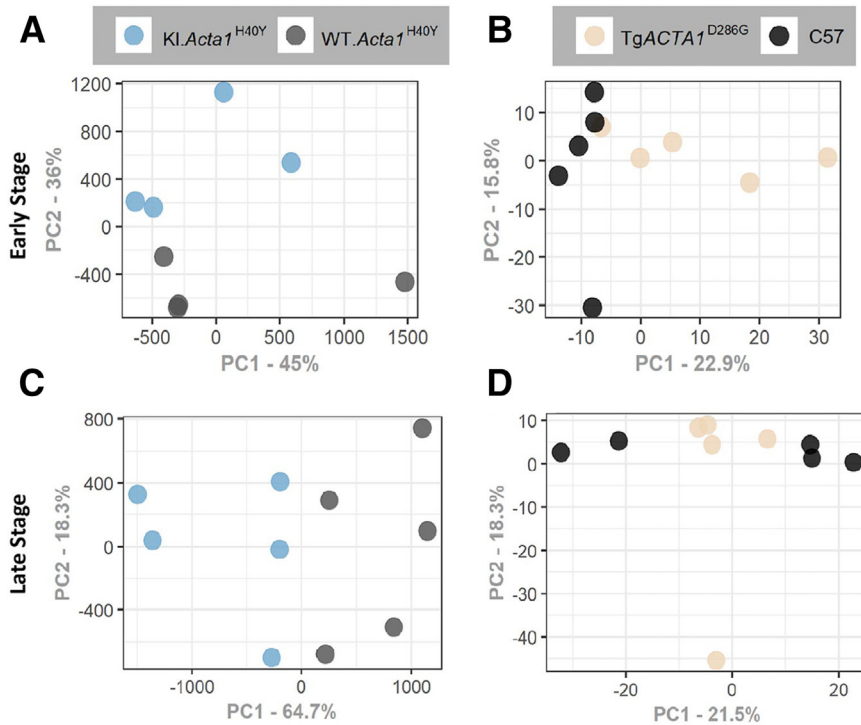 A
KI.Acta1H40Y WT.Acta1H40Y
B
TgACTA1D286G C57
Early Stage
PC2 - 36%
1200
800
400
0
-400
-500 0 500 1000 1500
PC1 - 45%
PC2 - 15.8%
10
0
-10
-20
-30
-10 0 10 20 30
PC1 - 22.9%
C
D
Late Stage
PC2 - 18.3%
800
400
0
-400
-1000 0 1000
PC1 - 64.7%
PC2 - 18.3%
10
0
-10
-20
-30
-40
-20 0 20
PC1 - 21.5%